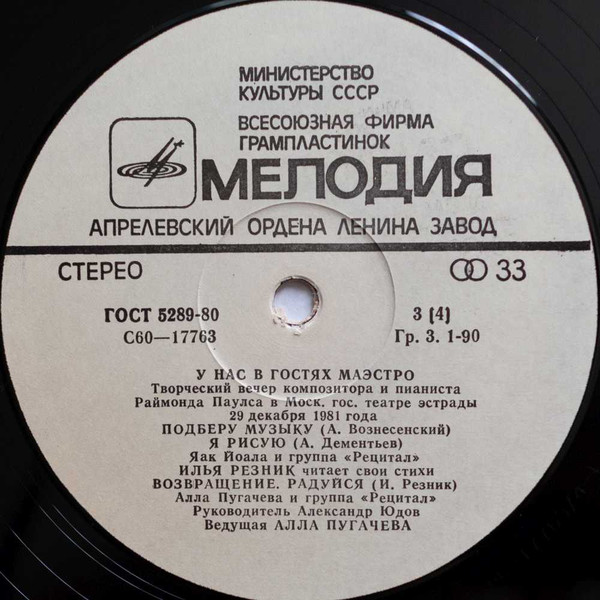 МИНИСТЕРСТВО
КУЛЬТУРЫ СССР
ВСЕСОЮЗНАЯ ФИРМА
ГРАМПЛАСТИНОК
МЕЛОДИЯ
АПРЕЛЕВСКИЙ ОРДЕНА ЛЕНИНА ЗАВОД
СТЕРЕО 33
ГОСТ 5289-80 3 (4)
С60—17763 Гр. 3. 1-90
У НАС В ГОСТЯХ МАЭСТРО
Творческий вечер композитора и пианиста
Раймонда Паулса в Моск. гос. театре эстрады
29 декабря 1981 года
ПОДБЕРУ МУЗЫКУ (А. Вознесенский)
Я РИСУЮ (А. Дементьев)
Яак Йоала и группа «Рецитал»
ИЛЬЯ РЕЗНИК читает свои стихи
ВОЗВРАЩЕНИЕ. РАДУЙСЯ (И. Резник)
Алла Пугачева и группа «Рецитал»
Руководитель Александр Юдов
Ведущая АЛЛА ПУГАЧЕВА